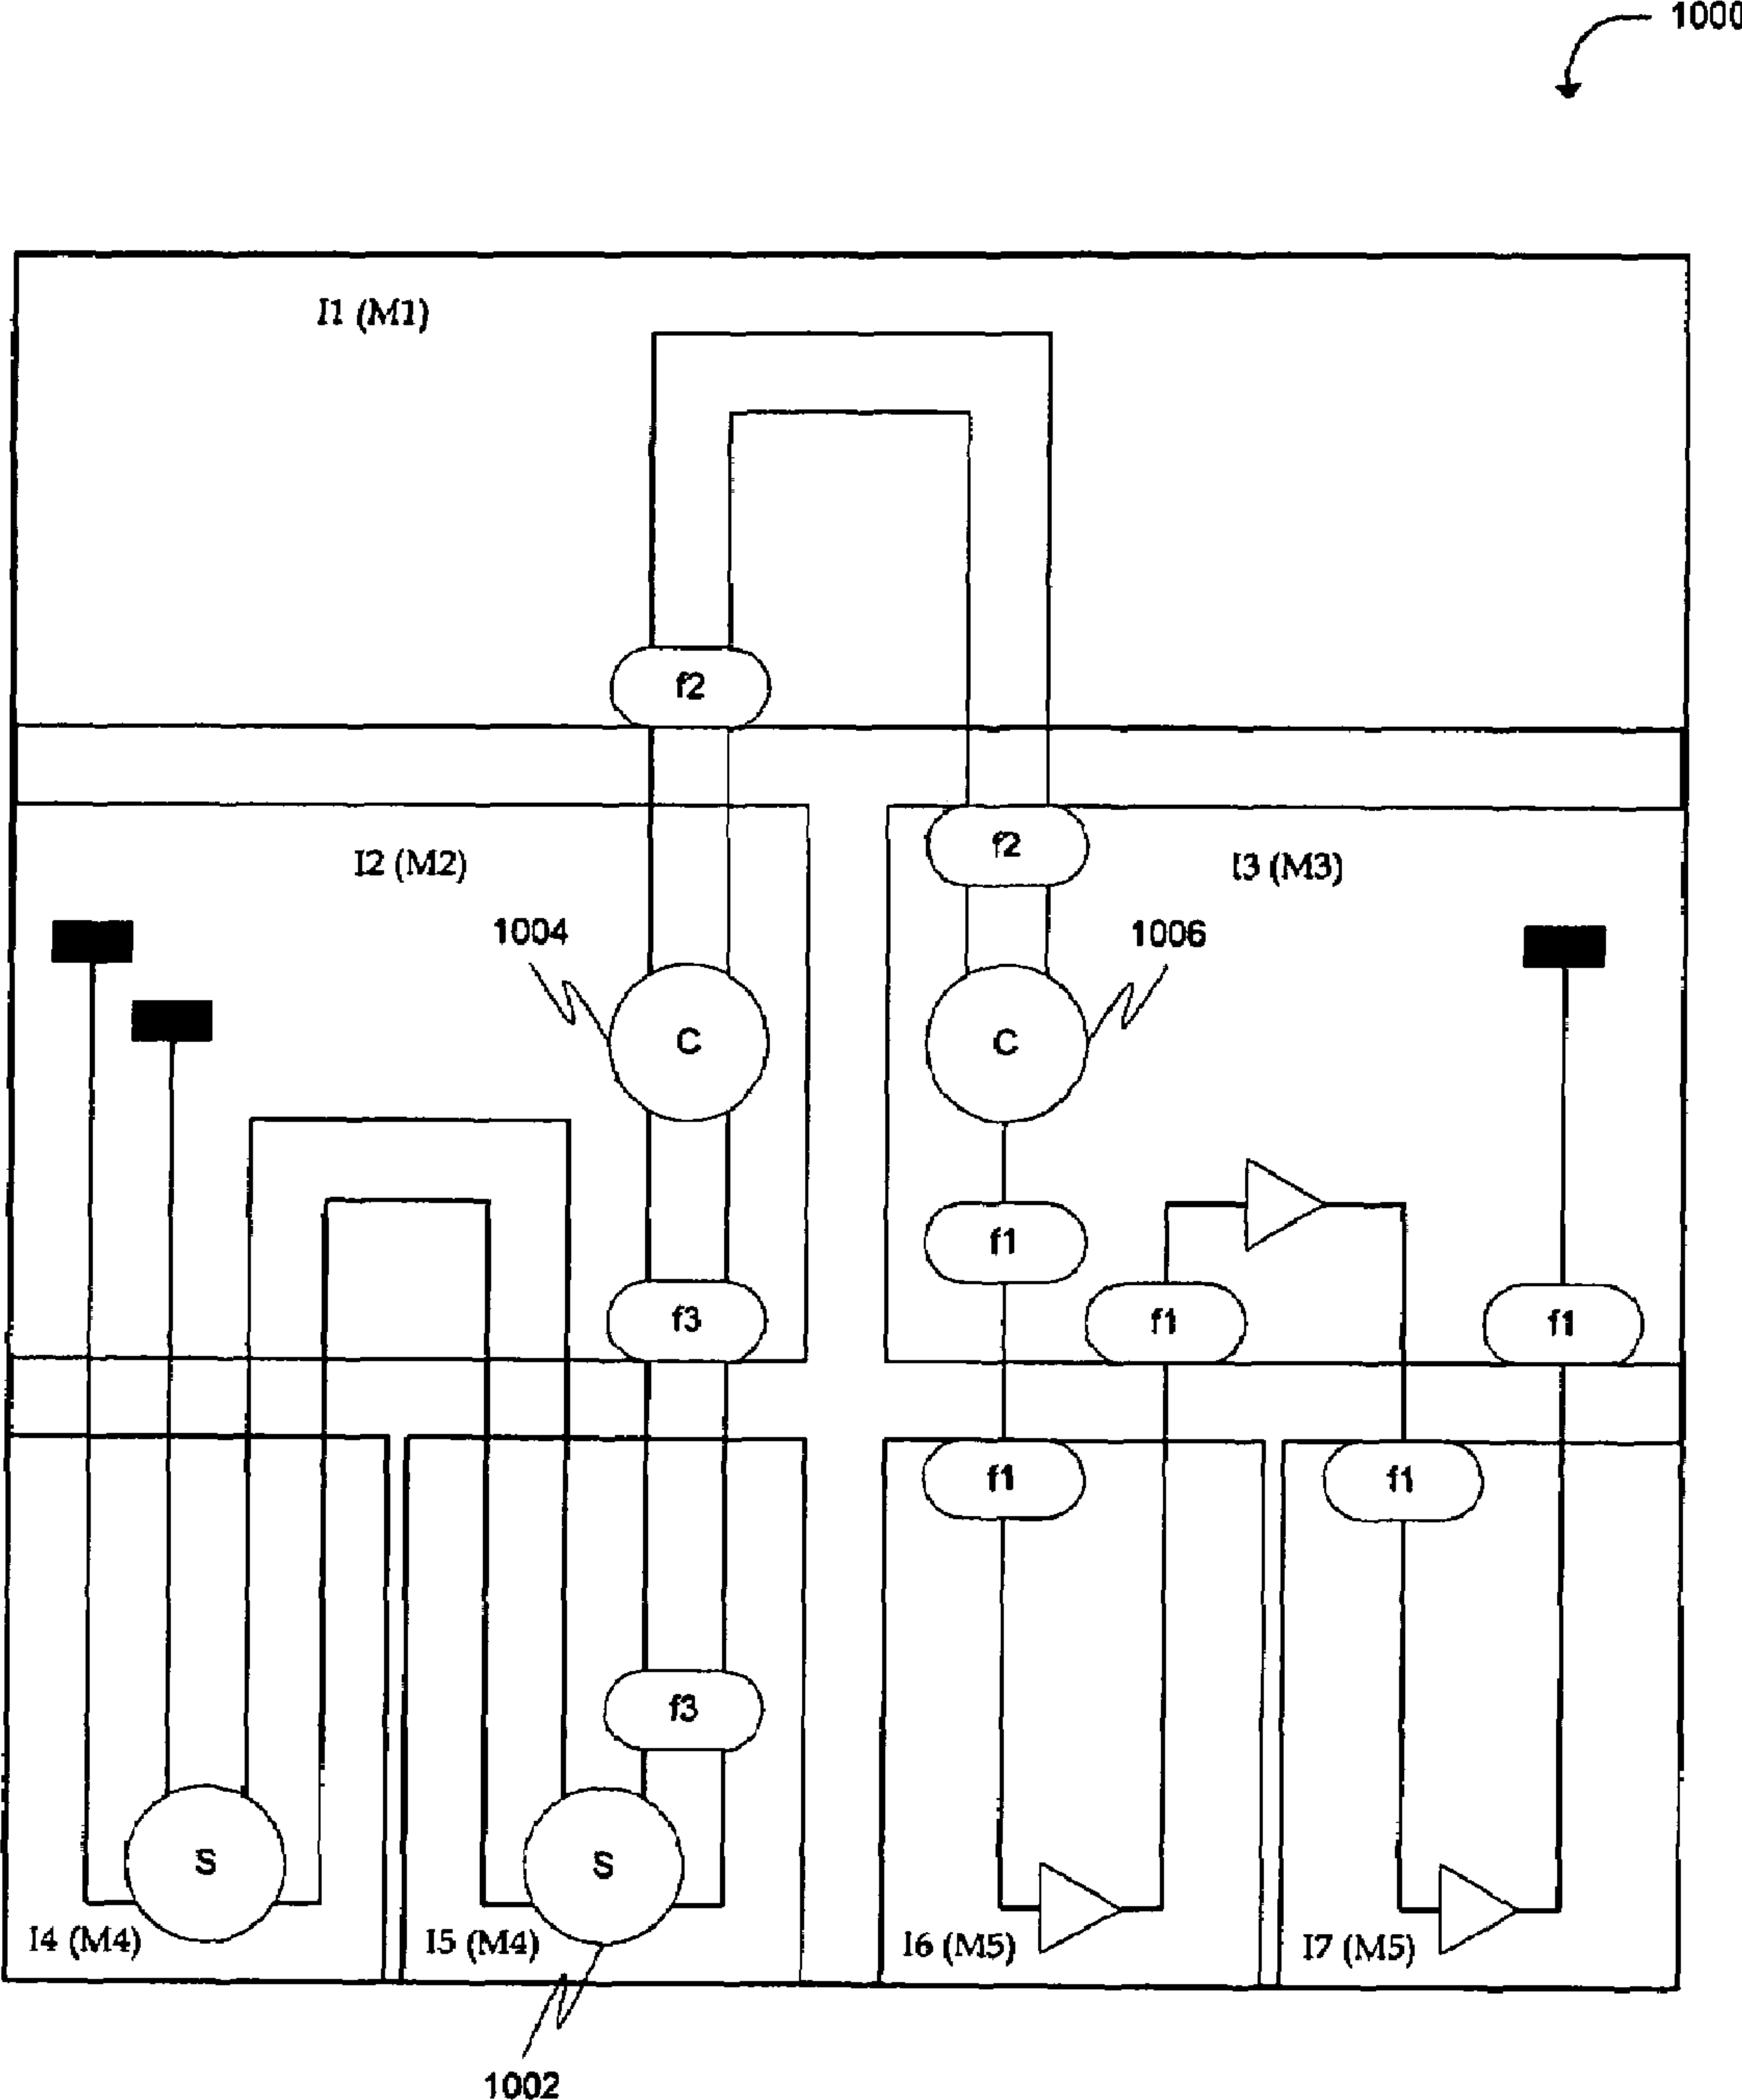 1000
I1 (M1)
f2
I2 (M2)
f2
I3 (M3)
1004
1006
C
C
f1
f3
f1
f1
f1
f1
f3
S
S
I4 (M4)
I5 (M4)
I6 (M5)
I7 (M5)
1002